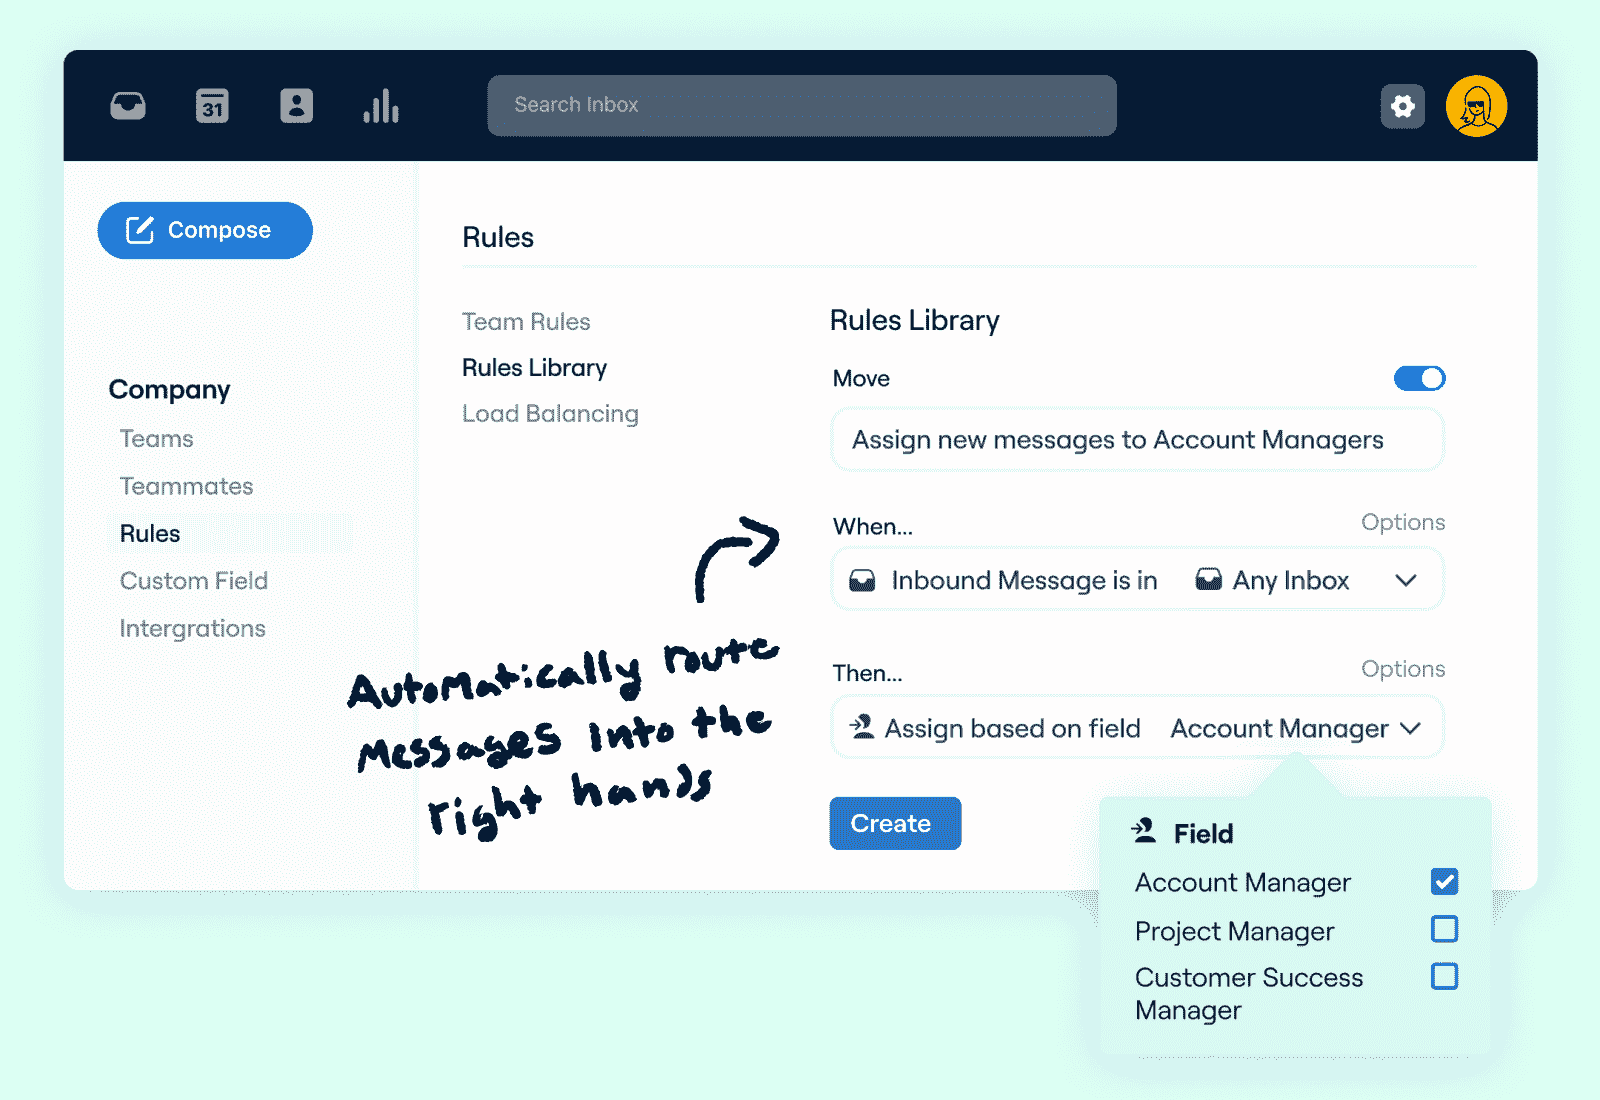 31
Search Inbox
Compose
Company
Teams
Teammates
Rules
Custom Field
Intergrations
Rules
Team Rules
Rules Library
Load Balancing
Rules Library
Move
Assign new messages to Account Managers
When...
Options
Inbound Message is in Any Inbox
Then...
Options
Assign based on field Account Manager
Create
Field
Account Manager
Project Manager
Customer Success
Manager
Automatically route
messages into the
right hands